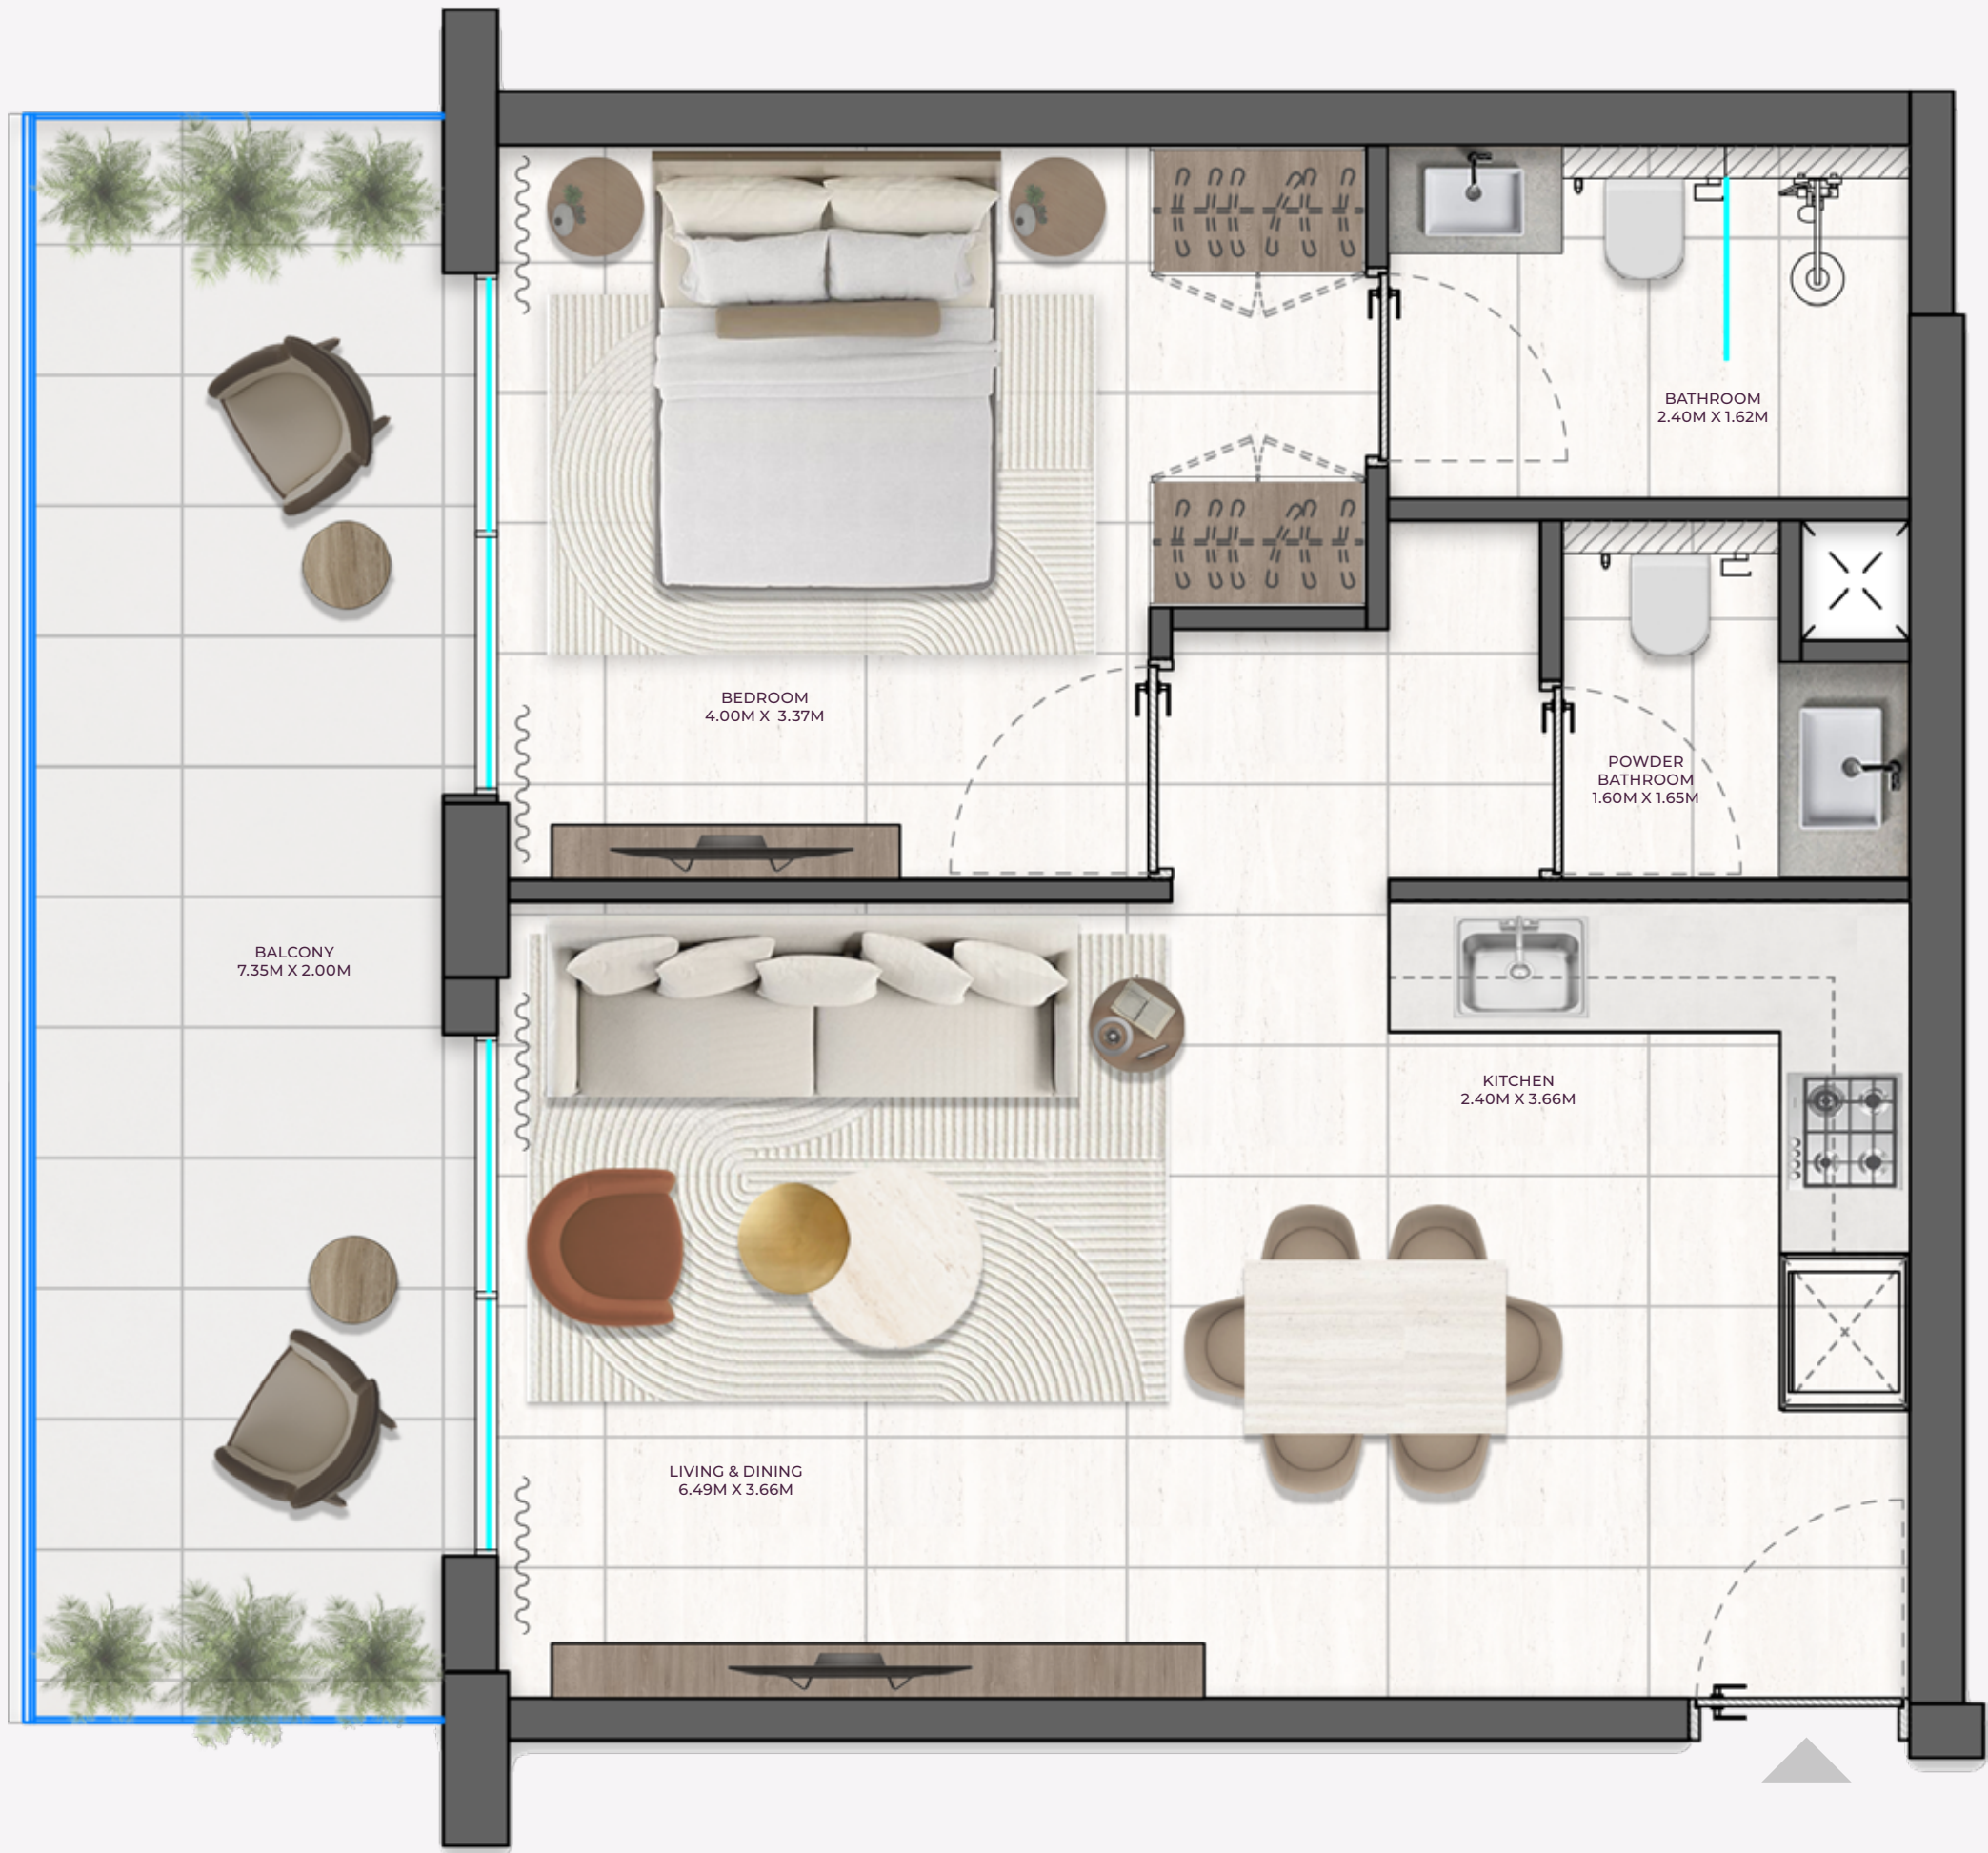 BATHROOM
2.40M X 1.62M
BEDROOM
4.00M X 3.37M
POWDER
BATHROOM
1.60M X 1.65M
BALCONY
7.35M X 2.00M
KITCHEN
2.40M X 3.66M
LIVING & DINING
6.49M X 3.66M